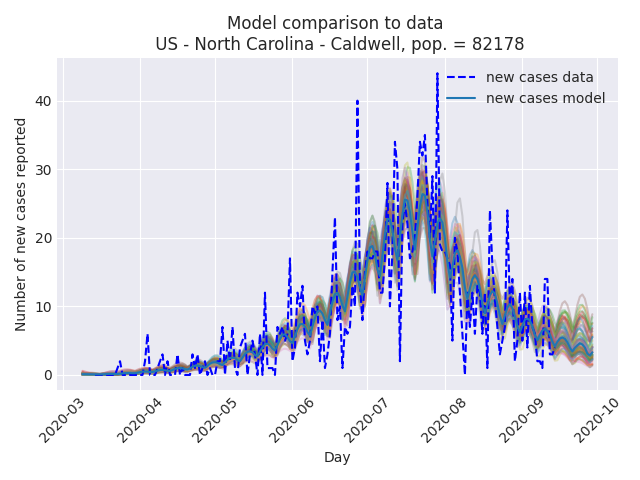 Model comparison to data
US - North Carolina - Caldwell, pop. = 82178
new cases data
new cases model
Number of new cases reported
40
30
20
10
0
2020-03
2020-04
2020-05
2020-06
2020-07
2020-08
2020-09
2020-10
Day